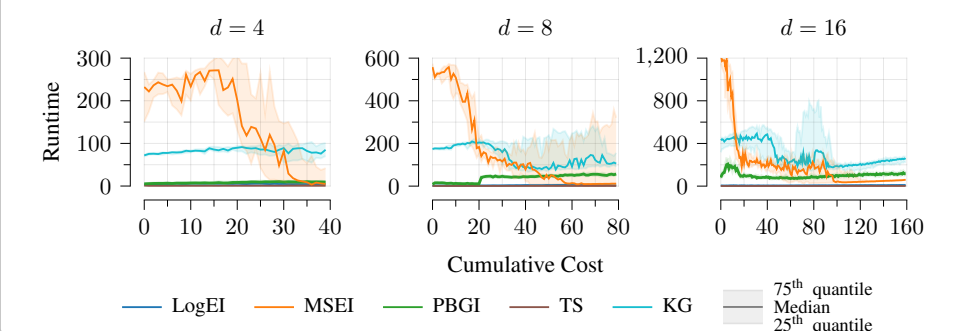 d = 4
d = 8
d = 16
Runtime
300
200
100
0
0 10 20 30 40
600
400
200
0
0 20 40 60 80
1,200
800
400
0
0 40 80 120 160
Cumulative Cost
LogEI MSEI PBGI TS KG
75th quantile
Median
25th quantile